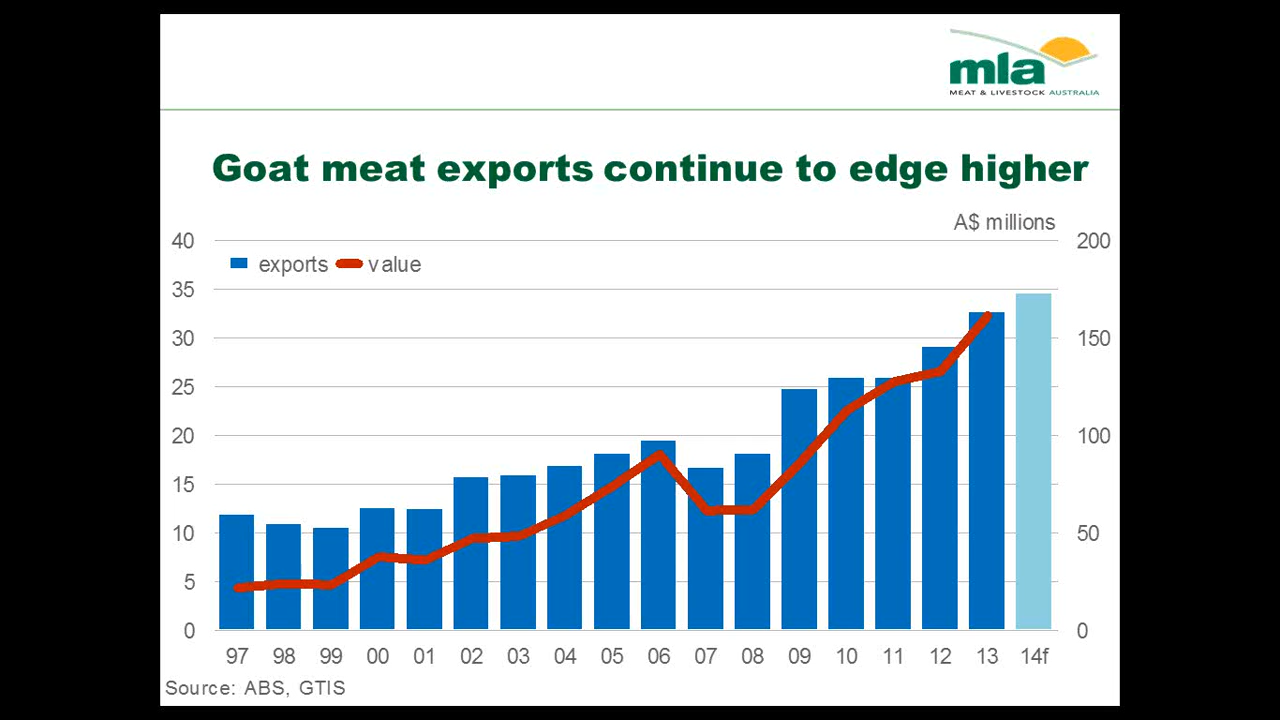 mla
MEAT & LIVESTOCK AUSTRALIA
Goat meat exports continue to edge higher
A$ millions
40 200
exports value
35
30 150
25
20 100
15
10 50
5
0 0
97 98 99 00 01 02 03 04 05 06 07 08 09 10 11 12 13 14f
Source: ABS, GTIS